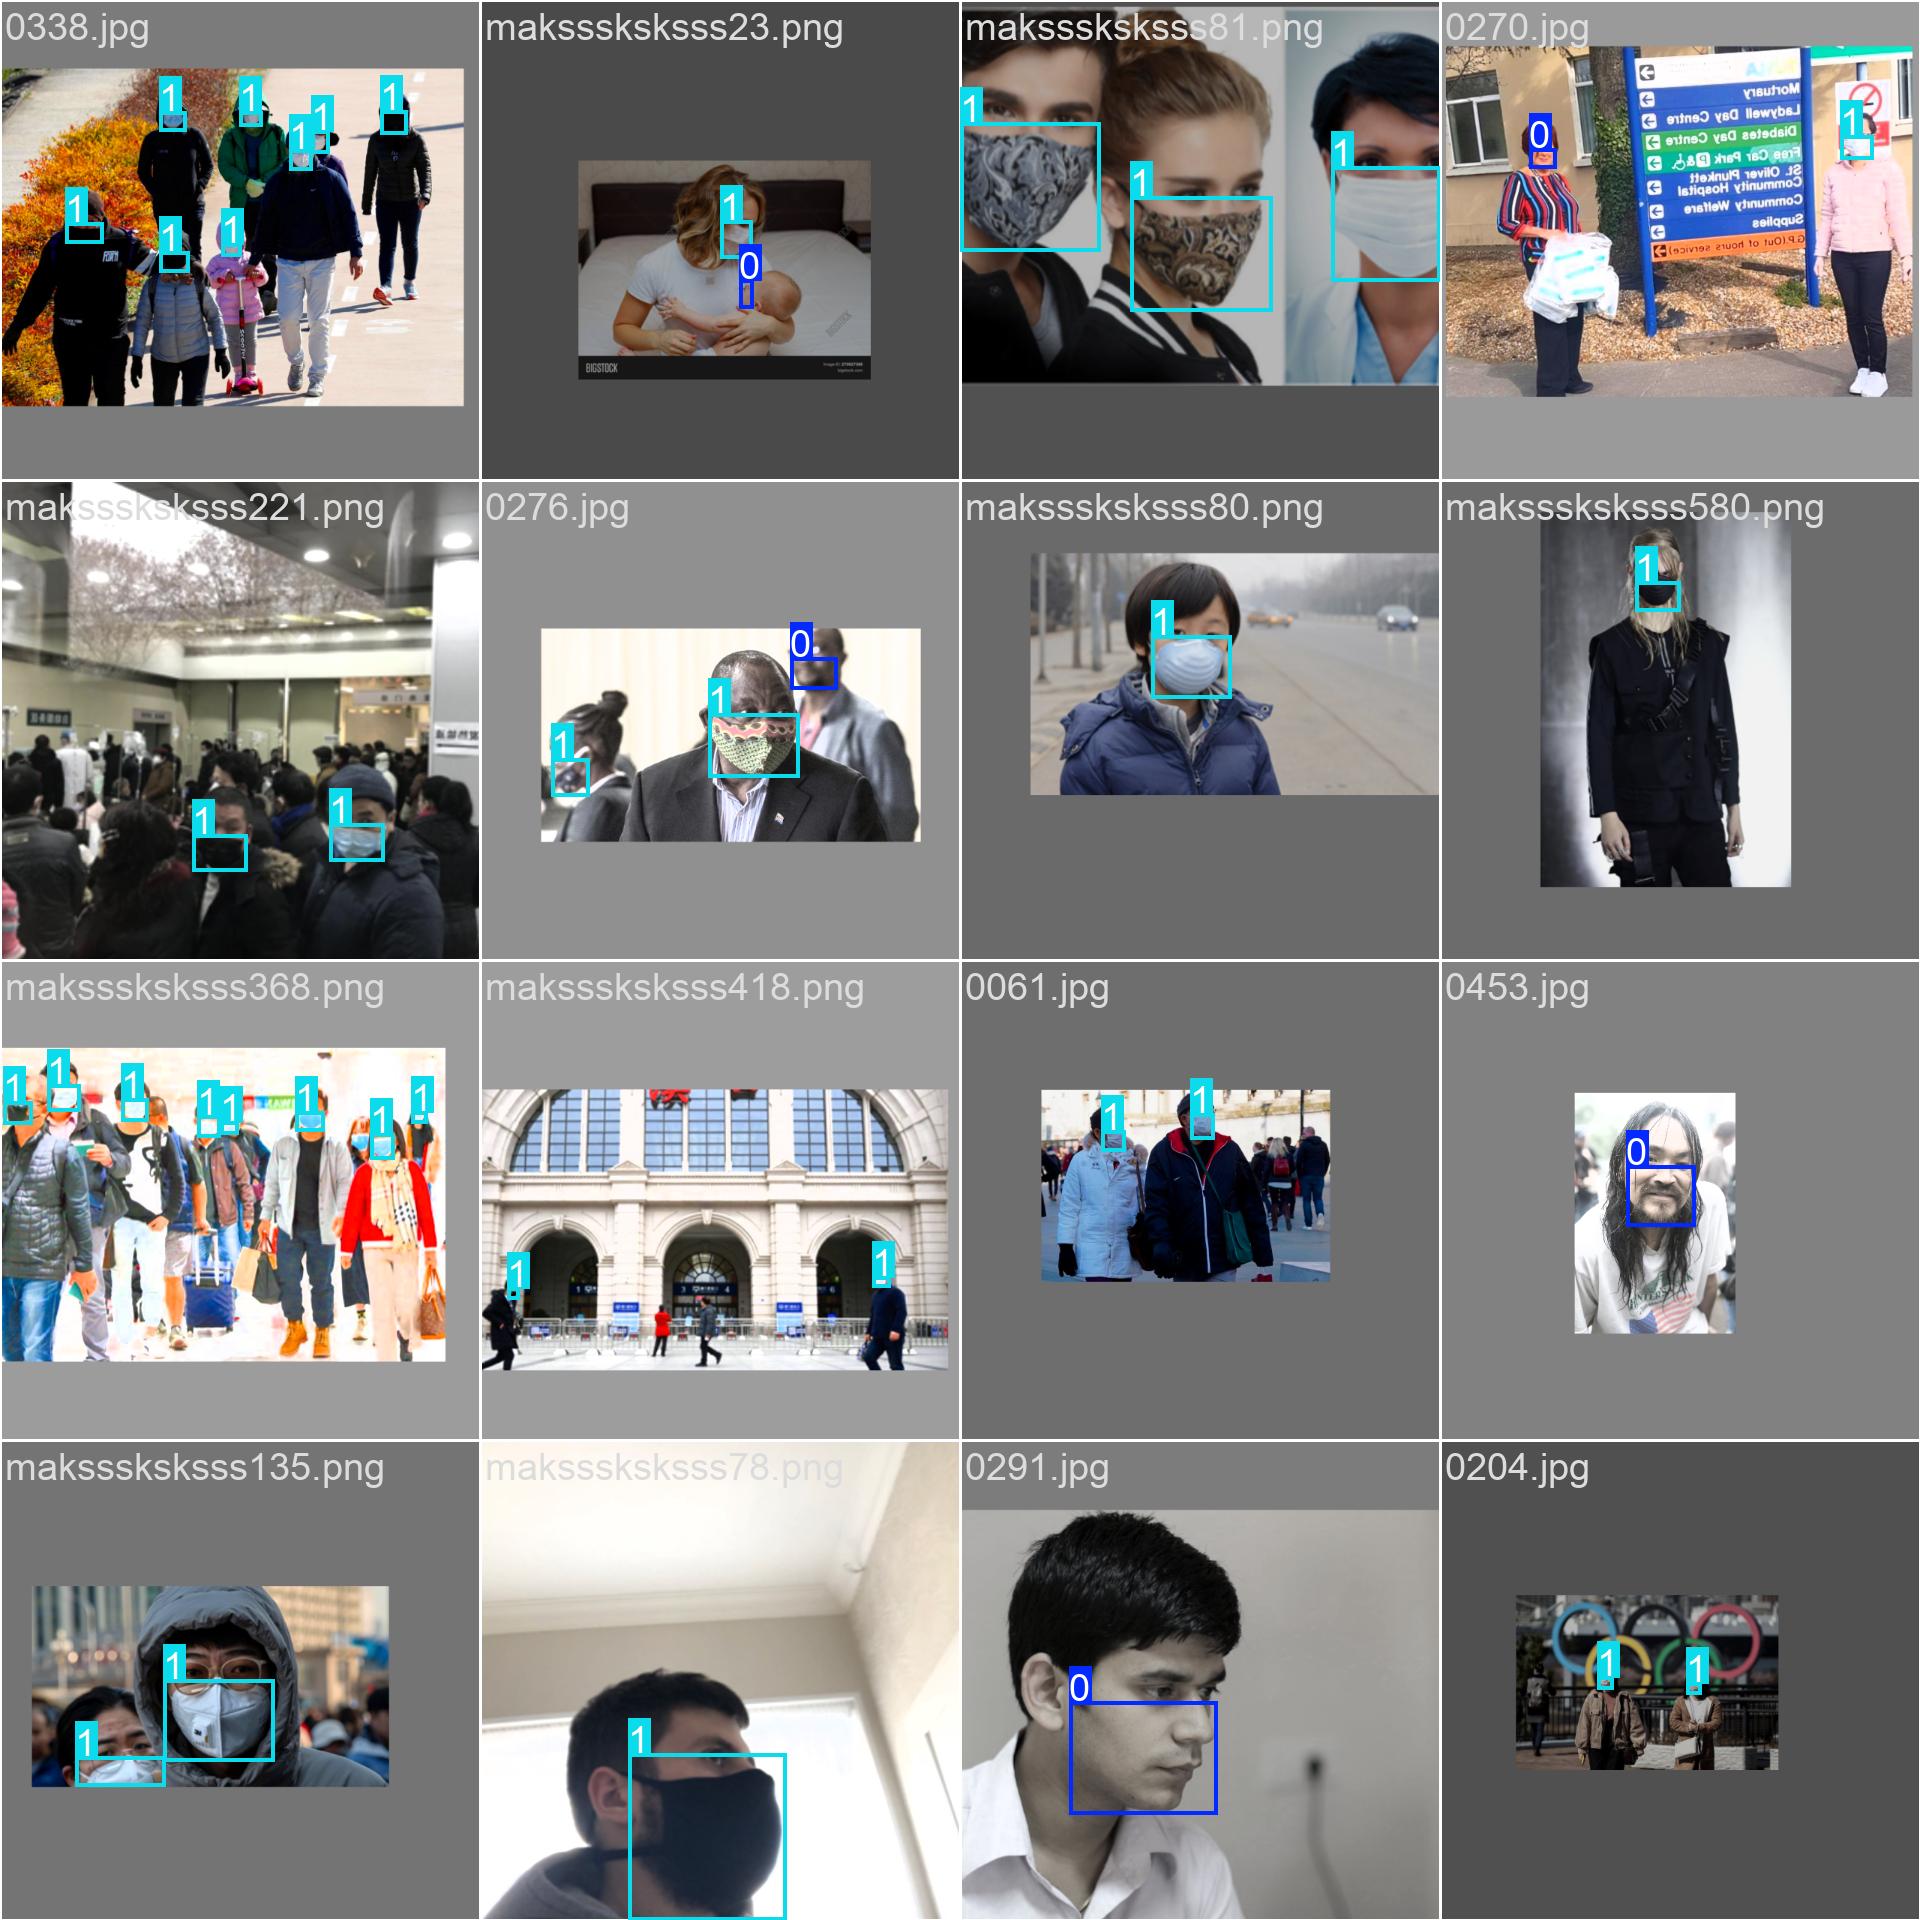 0338.jpg
maksssksksss23.png
maksssksksss81.png
0270.jpg
1
1
1
1
1
1
1
1
1
1
0
BIGSTOCK
BIGSTOCK
1
1
1
0
1
Mortuary
Ladywell Day Centre
Diabetes Day Centre
Free Car Park
St. Oliver Plunkett
Community Hospital
Community Welfare
Supplies
G.P.(Out of hours service)
maksssksksss221.png
0276.jpg
maksssksksss80.png
maksssksksss580.png
1
1
1
1
0
1
1
maksssksksss368.png
maksssksksss418.png
0061.jpg
0453.jpg
1
1
1
1
1
1
1
1
1
1
1
1
0
maksssksksss135.png
maksssksksss78.png
0291.jpg
0204.jpg
1
1
1
0
1
1